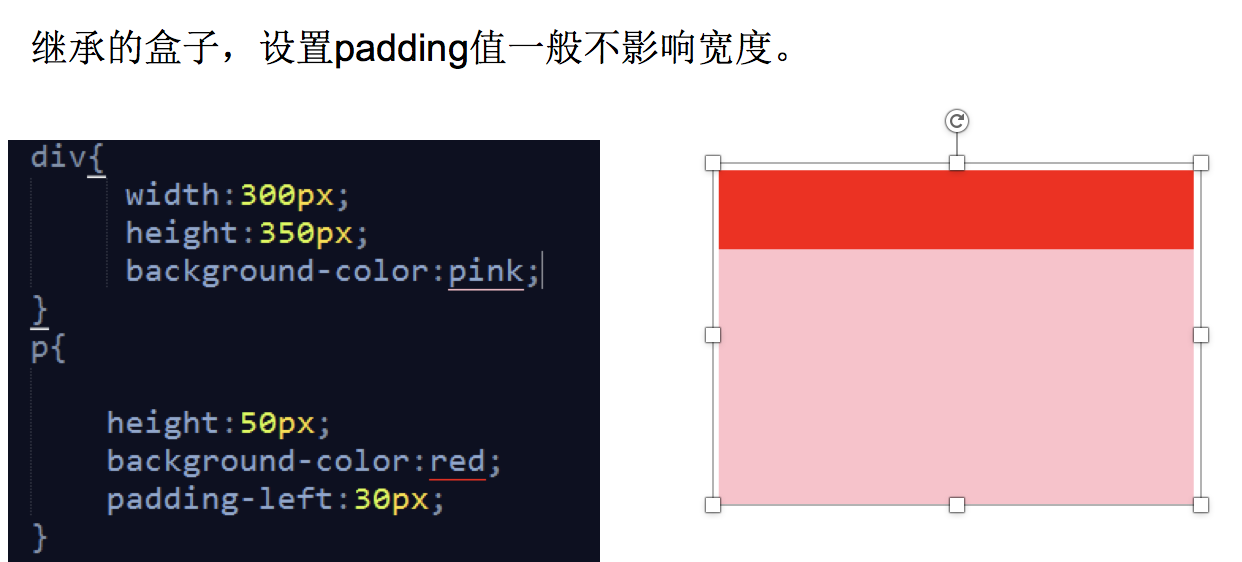 继承的盒子，设置padding值一般不影响宽度。
div{
width:300px;
height:350px;
background-color:pink;
}
p{
height:50px;
background-color:red;
padding-left:30px;
}